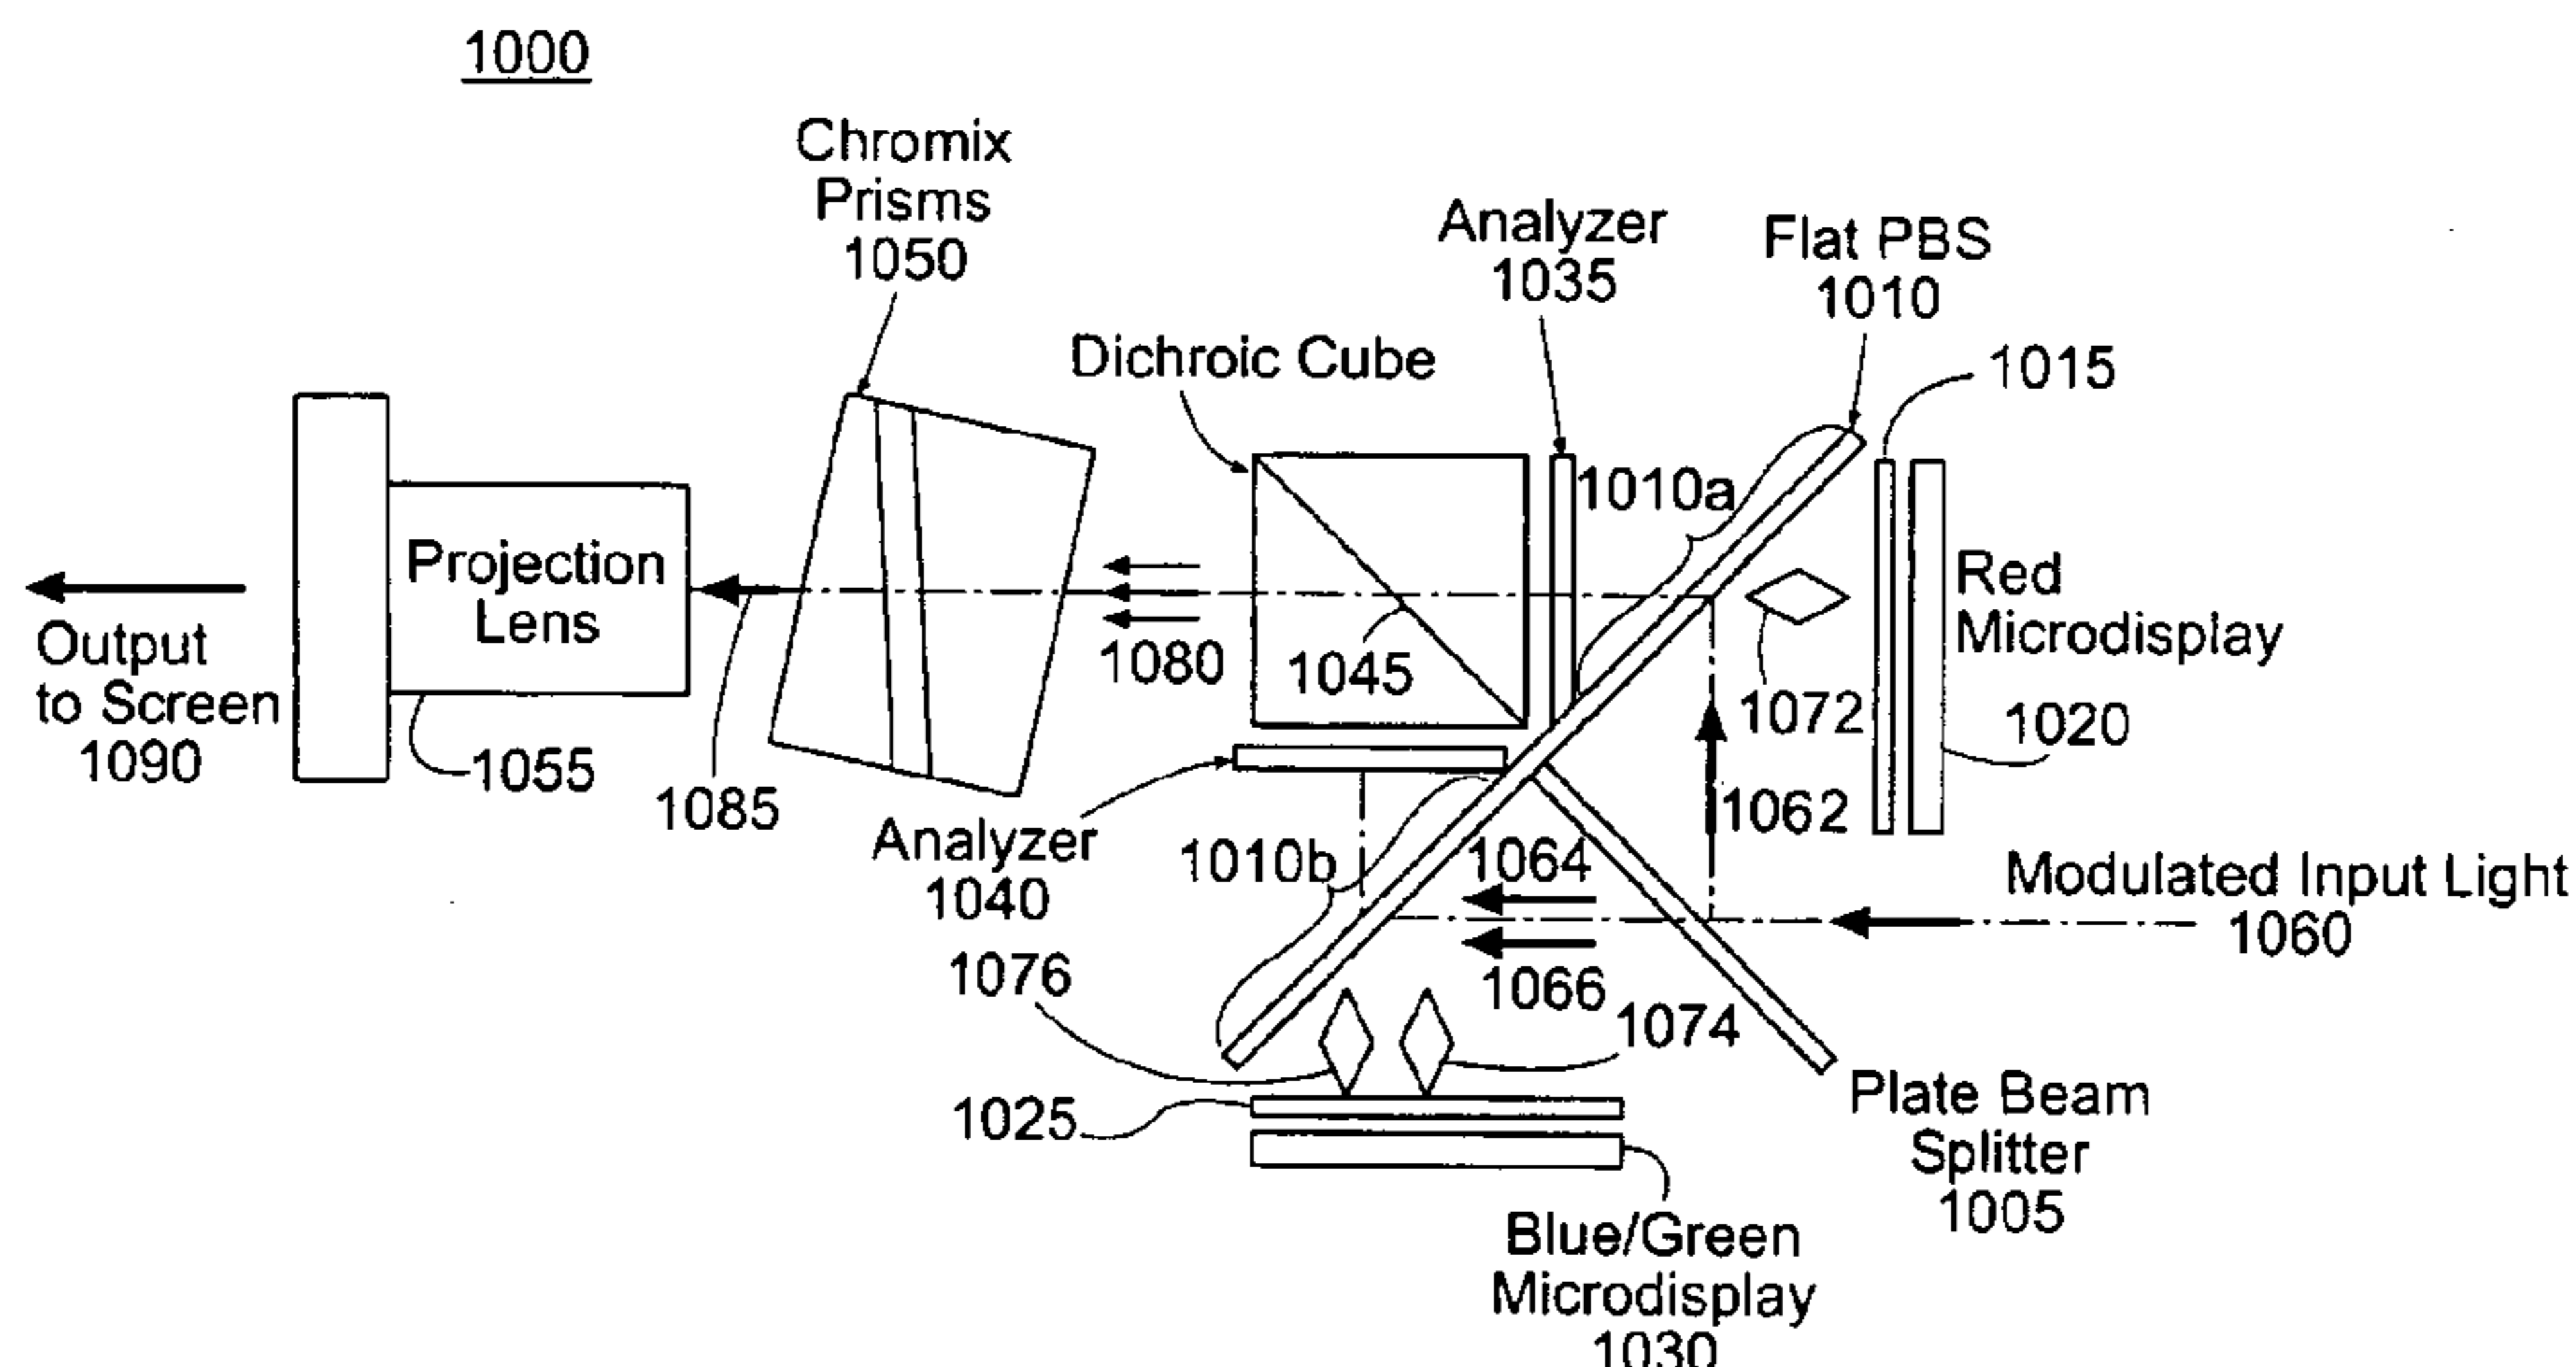 1000
Chromix
Prisms
1050
Analyzer
1035
Flat PBS
1010
Dichroic Cube
1015
1010a
Projection
Lens
Red
Microdisplay
1080
1045
1072
1020
Output
to Screen
1090
1055
1085
1062
Analyzer
1040
1010b
1064
Modulated Input Light
1060
1076
1066
1074
1025
Plate Beam
Splitter
1005
Blue/Green
Microdisplay
1030